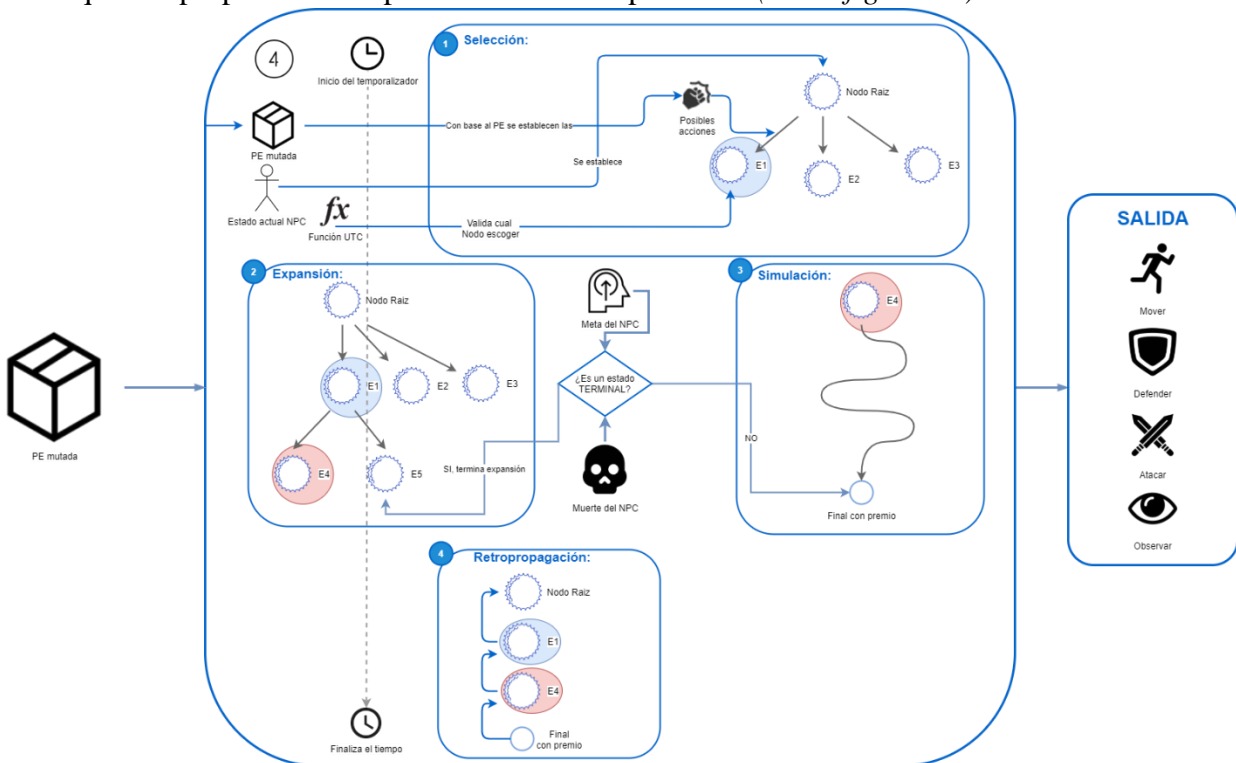 4
Inicio del temporalizador
PE mutada
Estado actual NPC
fx
Función UTC
1
Selección:
Con base al PE se establecen las
Posibles
acciones
Nodo Raiz
Se establece
E1
E2
E3
Valida cual
Nodo escoger
2
Expansión:
Nodo Raiz
E1
E2
E3
E4
E5
Meta del NPC
¿Es un estado
TERMINAL?
SI, termina expansión
NO
Muerte del NPC
3
Simulación:
E4
Final con premio
4
Retropropagación:
Nodo Raiz
E1
E4
Final
con premio
Finaliza el tiempo
PE mutada
SALIDA
Mover
Defender
Atacar
Observar